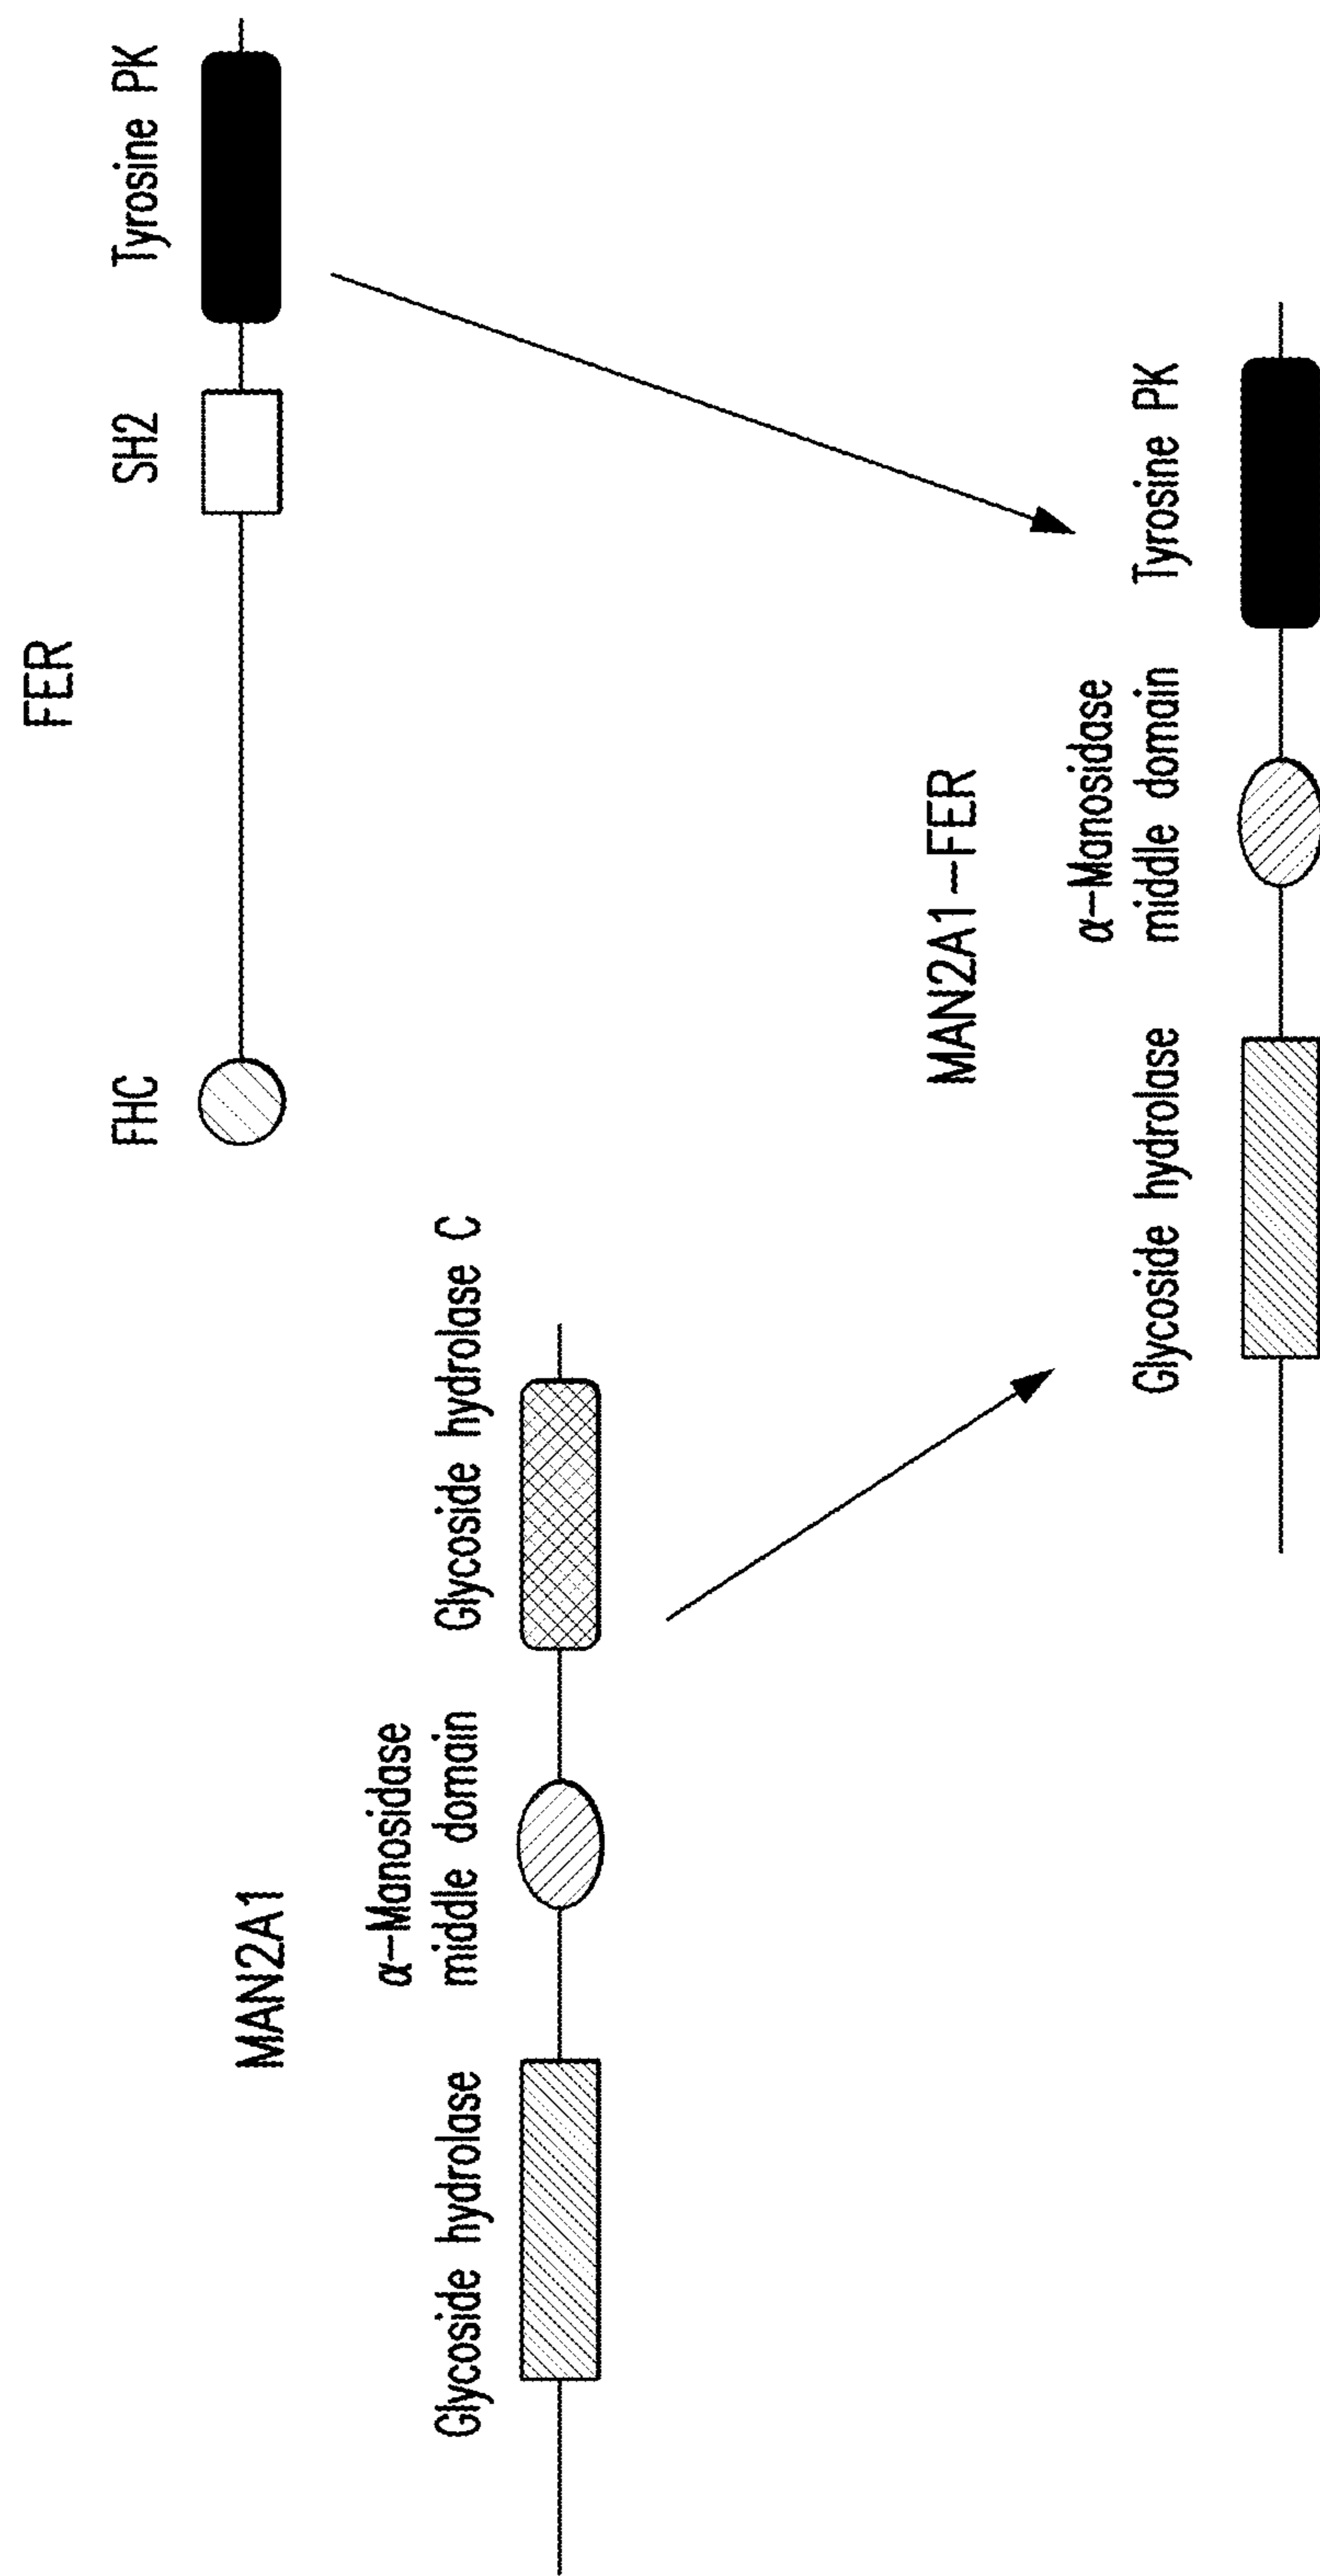 FER
FHC
SH2
Tyrosine PK
MAN2A1
Glycoside hydrolase
α-Manosidase
middle domain
Glycoside hydrolase C
MAN2A1-FER
Glycoside hydrolase
α-Manosidase
middle domain
Tyrosine PK